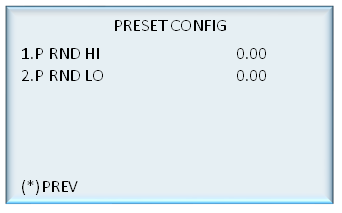 PRESET CONFIG
1.P RND HI 0.00
2.P RND LO 0.00
(*)PREV